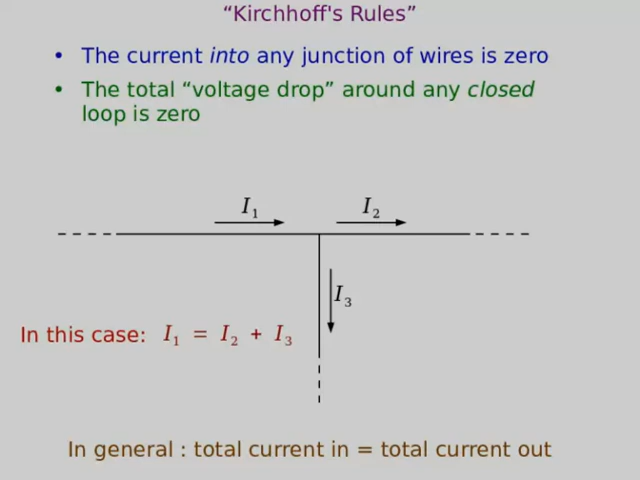 “Kirchhoff's Rules”
• The current into any junction of wires is zero
• The total “voltage drop” around any closed
loop is zero
I₁ I₂
I₃
In this case: I₁ = I₂ + I₃
In general : total current in = total current out